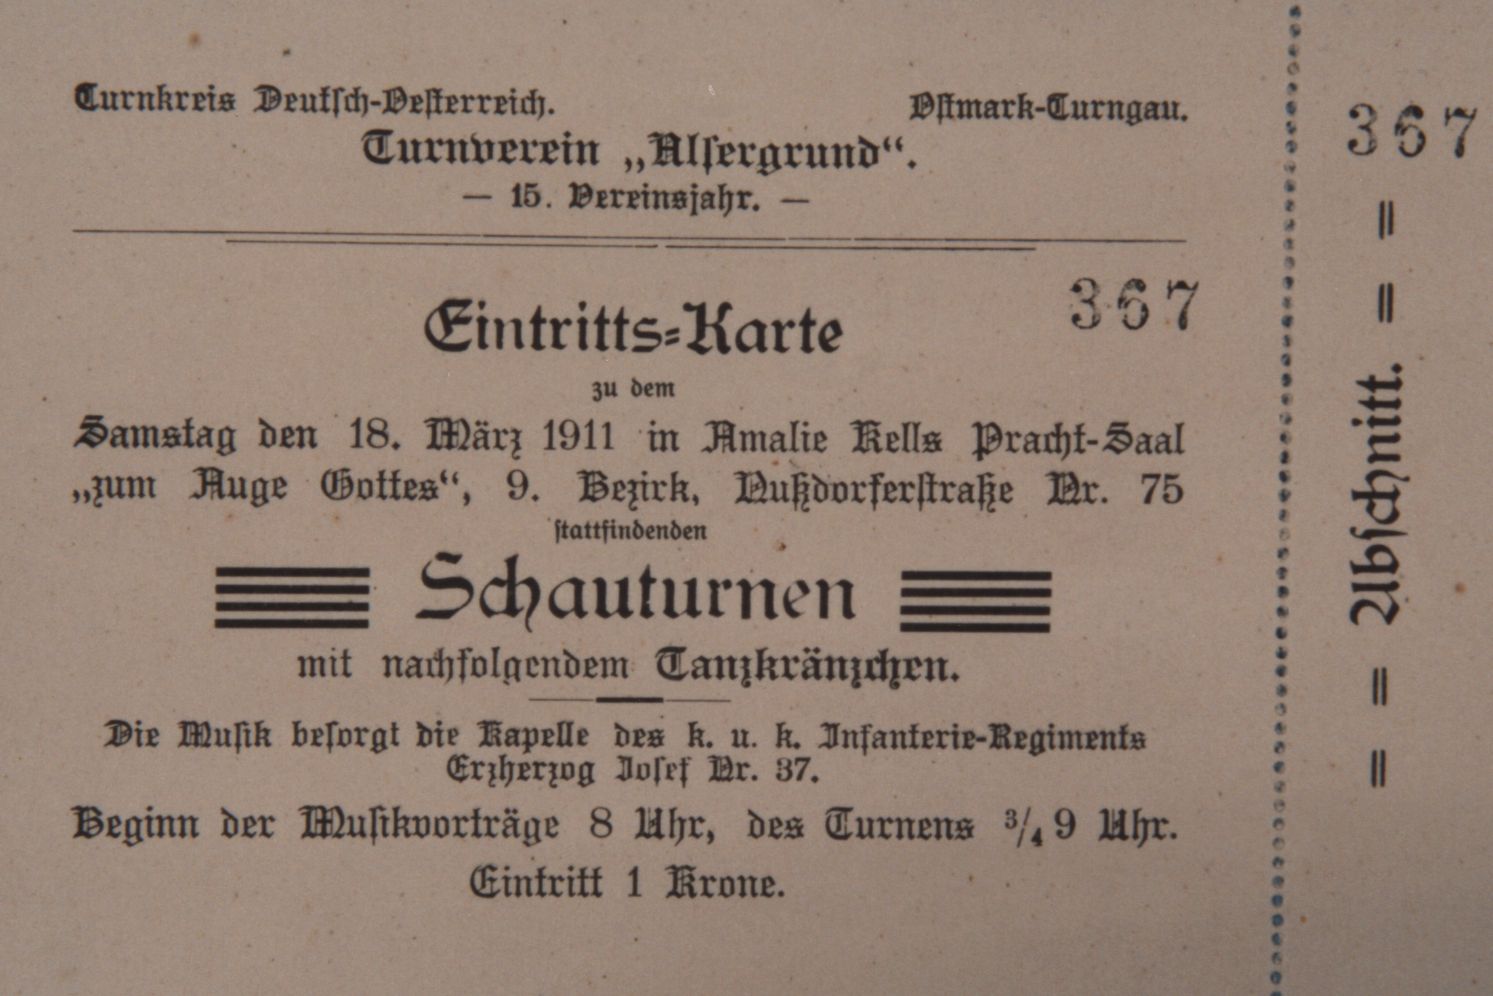 Turnkreis Deutsch-Oesterreich. Ostmark-Turngau.
Turnverein „Alsergrund“.
— 15. Vereinsjahr. —
367
Eintritts-Karte
zu dem
Samstag den 18. März 1911 in Amalie Kells Pracht-Saal
„zum Auge Gottes“, 9. Bezirk, Nußdorferstraße Nr. 75
stattfindenden
Schauturnen
mit nachfolgendem Tanzkränzchen.
Die Musik besorgt die Kapelle des k. u. k. Infanterie-Regiments
Erzherzog Josef Nr. 37.
Beginn der Musikvorträge 8 Uhr, des Turnens 3/4 9 Uhr.
Eintritt 1 Krone.
367
= = Abschnitt. = =